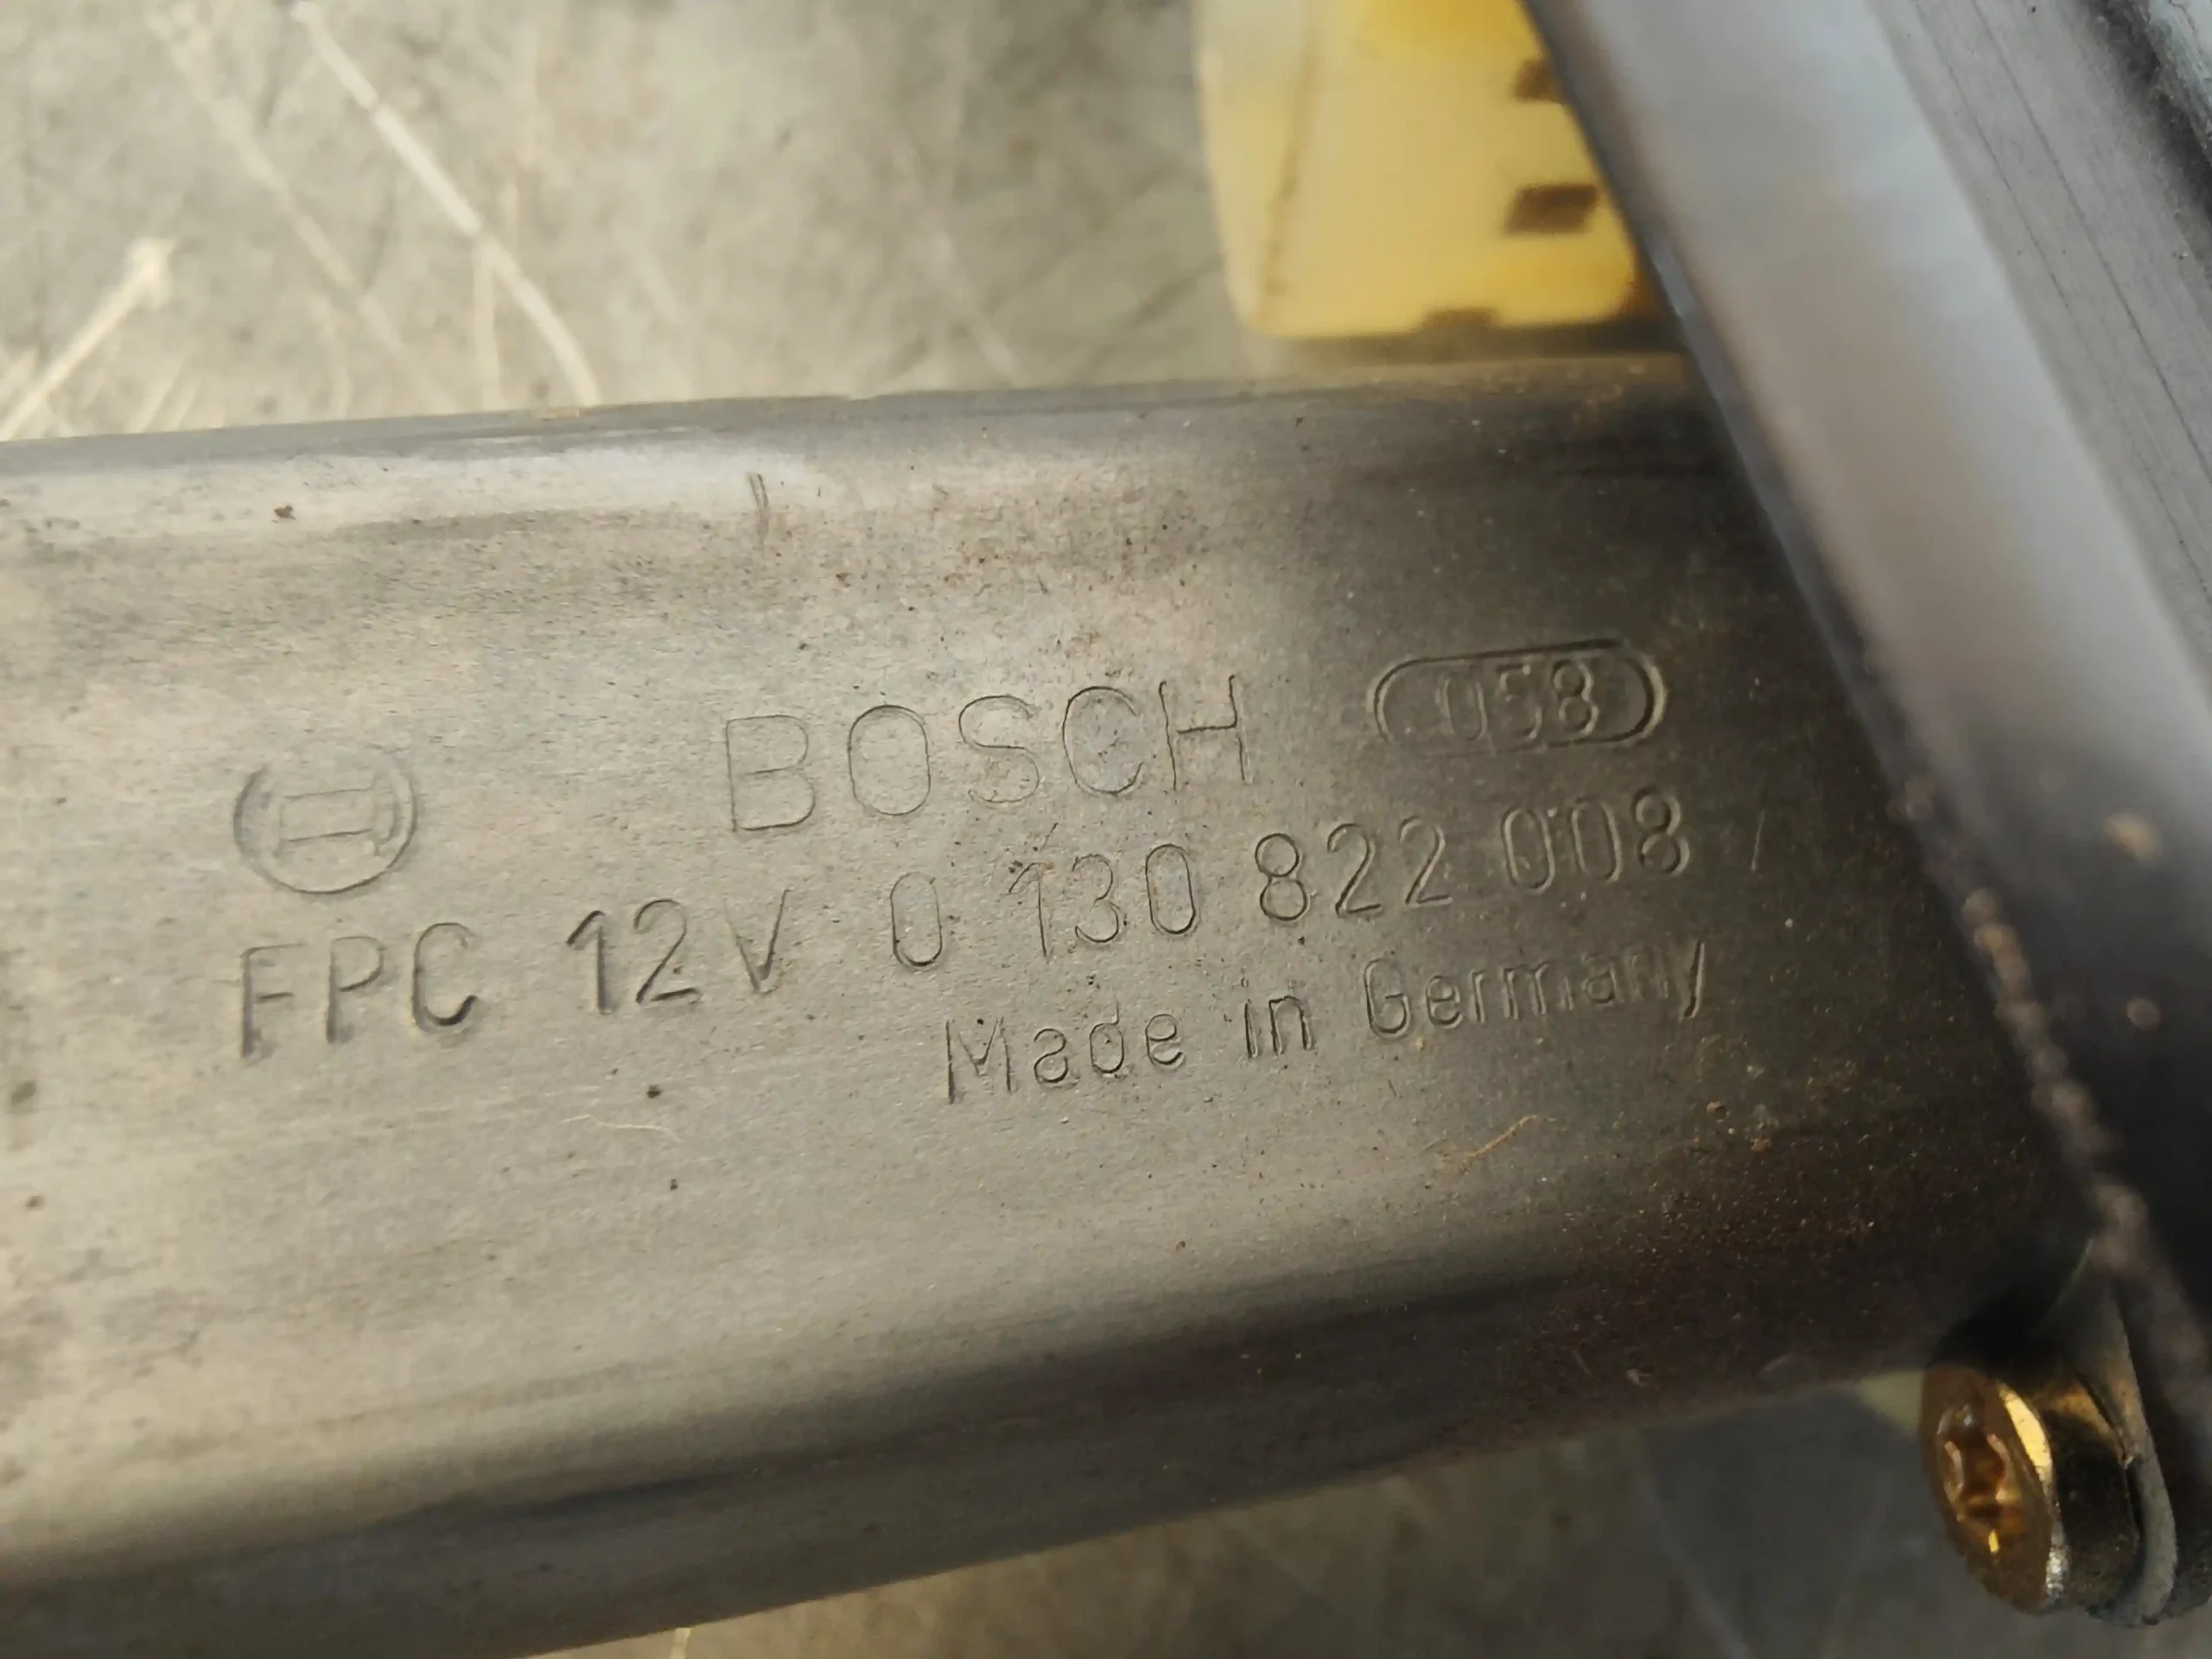 BOSCH 058
FPC 12V 0 130 822 008
Made in Germany